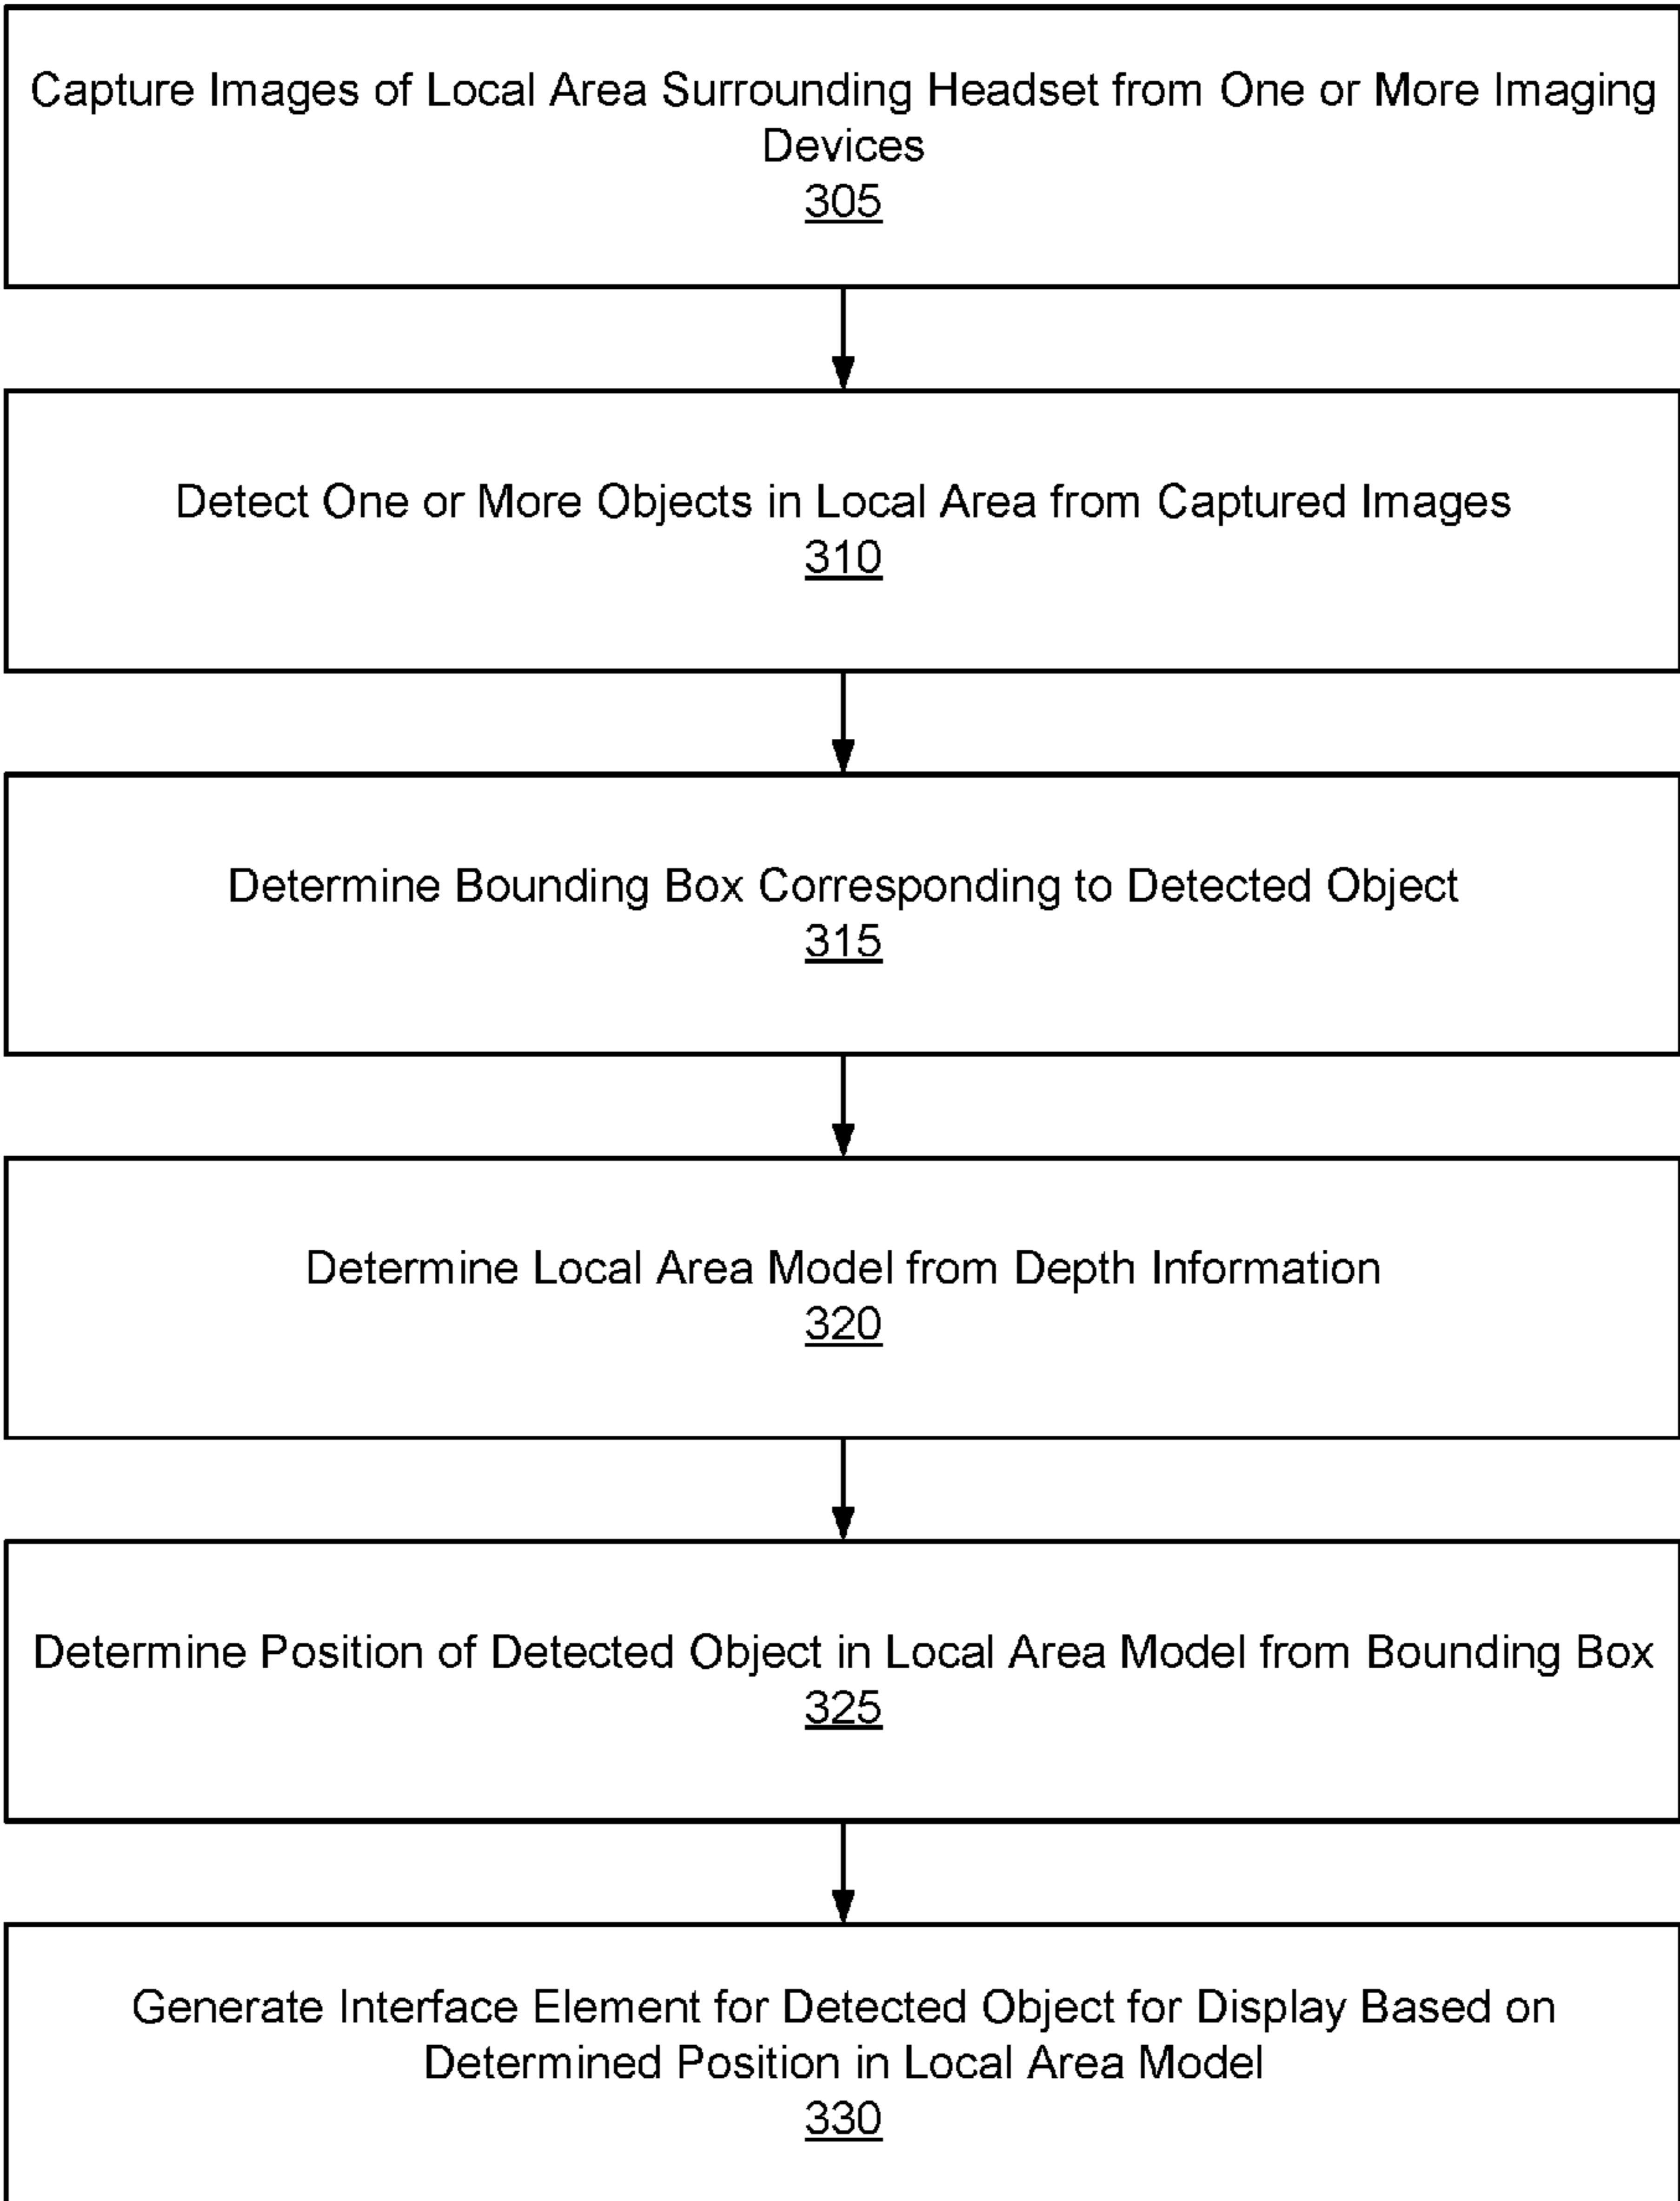 Capture Images of Local Area Surrounding Headset from One or More Imaging
Devices
305
Detect One or More Objects in Local Area from Captured Images
310
Determine Bounding Box Corresponding to Detected Object
315
Determine Local Area Model from Depth Information
320
Determine Position of Detected Object in Local Area Model from Bounding Box
325
Generate Interface Element for Detected Object for Display Based on
Determined Position in Local Area Model
330